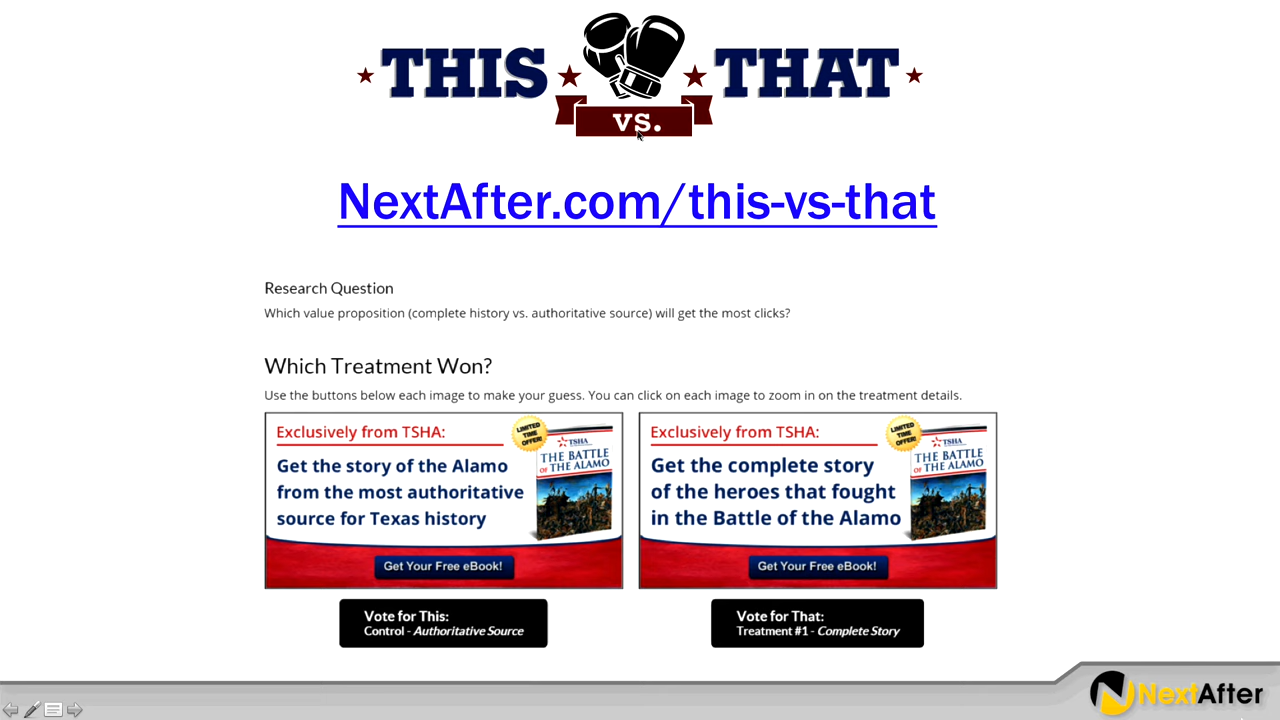 THIS THAT
vs.
NextAfter.com/this-vs-that
Research Question
Which value proposition (complete history vs. authoritative source) will get the most clicks?
Which Treatment Won?
Use the buttons below each image to make your guess. You can click on each image to zoom in on the treatment details.
Exclusively from TSHA:
LIMITED
TIME
OFFER!
TSHA
THE BATTLE
OF THE ALAMO
Get the story of the Alamo
from the most authoritative
source for Texas history
Get Your Free eBook!
Exclusively from TSHA:
LIMITED
TIME
OFFER!
TSHA
THE BATTLE
OF THE ALAMO
Get the complete story
of the heroes that fought
in the Battle of the Alamo
Get Your Free eBook!
Vote for This:
Control - Authoritative Source
Vote for That:
Treatment #1 - Complete Story
NextAfter